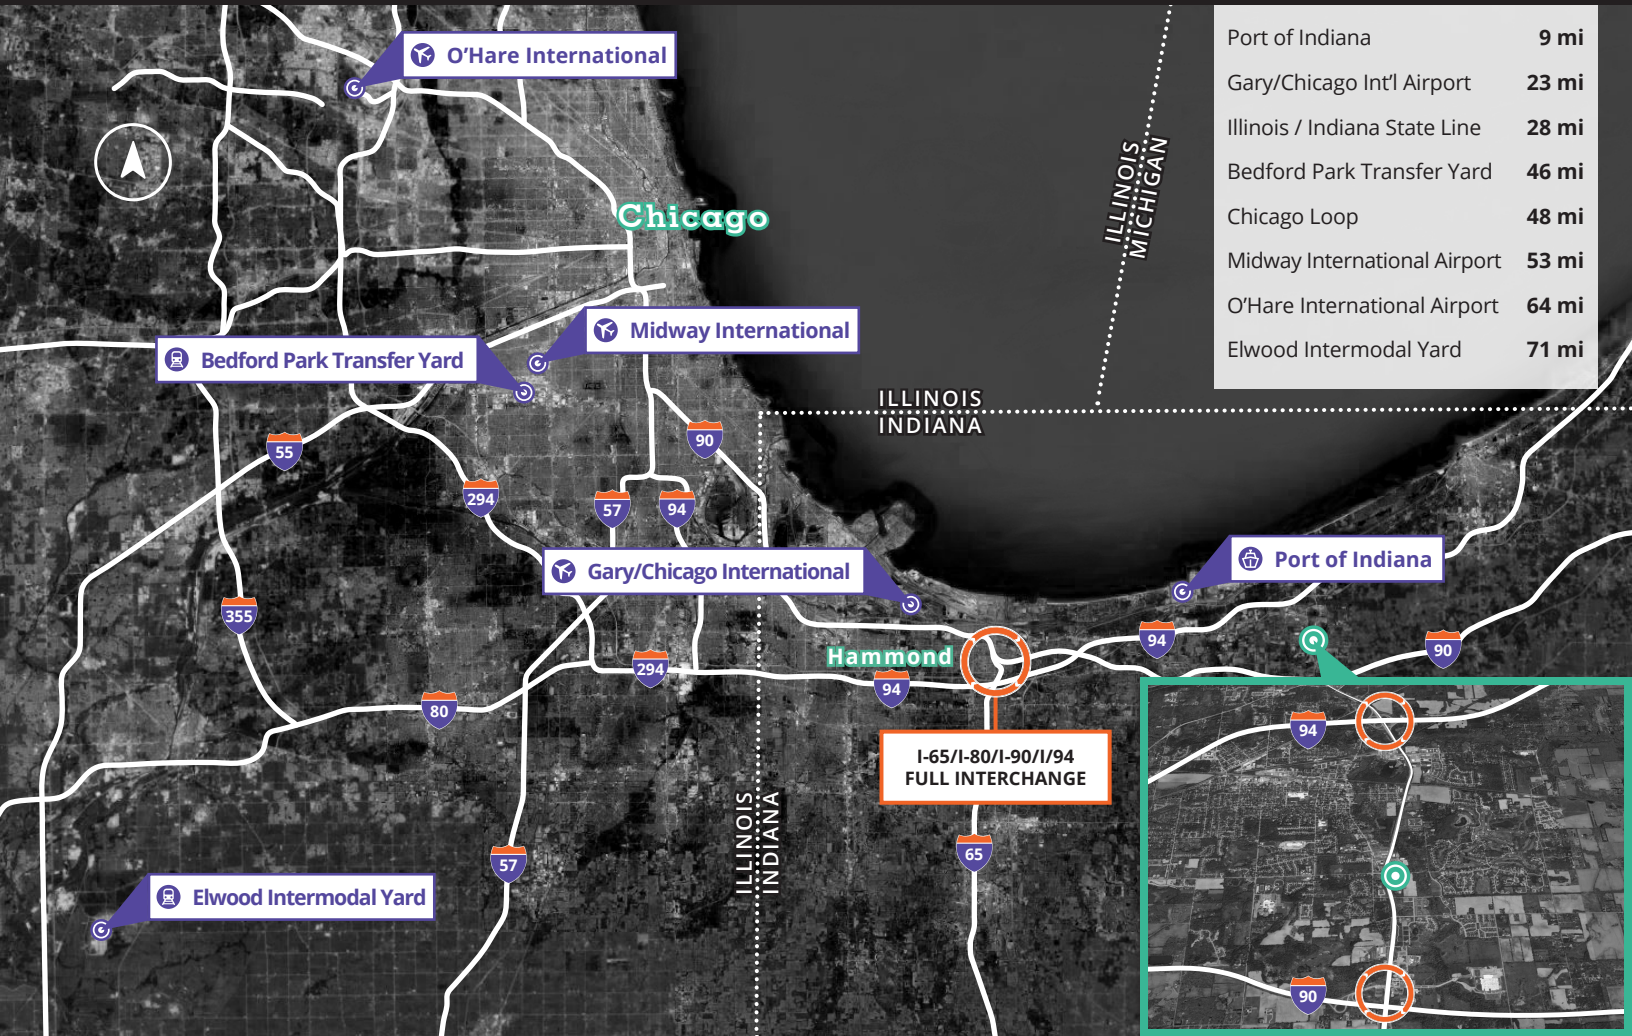 O'Hare International
Port of Indiana 9 mi
Gary/Chicago Int'l Airport 23 mi
Illinois / Indiana State Line 28 mi
Bedford Park Transfer Yard 46 mi
Chicago Loop 48 mi
Midway International Airport 53 mi
O'Hare International Airport 64 mi
Elwood Intermodal Yard 71 mi
ILLINOIS
MICHIGAN
Chicago
Midway International
Bedford Park Transfer Yard
ILLINOIS
INDIANA
90
55
294
57
94
Gary/Chicago International
Port of Indiana
355
94
90
Hammond
294
94
80
I-65/I-80/I-90/I/94
FULL INTERCHANGE
94
ILLINOIS
INDIANA
65
57
Elwood Intermodal Yard
90